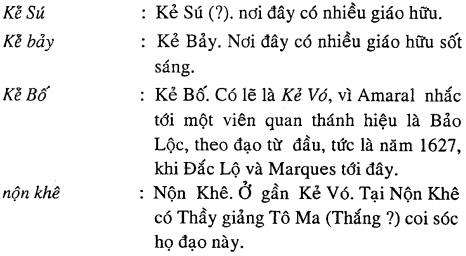 Kẻ Sú : Kẻ Sú (?). nơi đây có nhiều giáo hữu.
Kẻ bảy : Kẻ Bảy. Nơi đây có nhiều giáo hữu sốt
sáng.
Kẻ Bố : Kẻ Bố. Có lẽ là Kẻ Vó, vì Amaral nhắc
tới một viên quan thánh hiệu là Bảo
Lộc, theo đạo từ đầu, tức là năm 1627,
khi Đắc Lộ và Marques tới đây.
nộn khê : Nộn Khê. Ở gần Kẻ Vó. Tại Nộn Khê
có Thầy giảng Tô Ma (Thắng ?) coi sóc
họ đạo này.